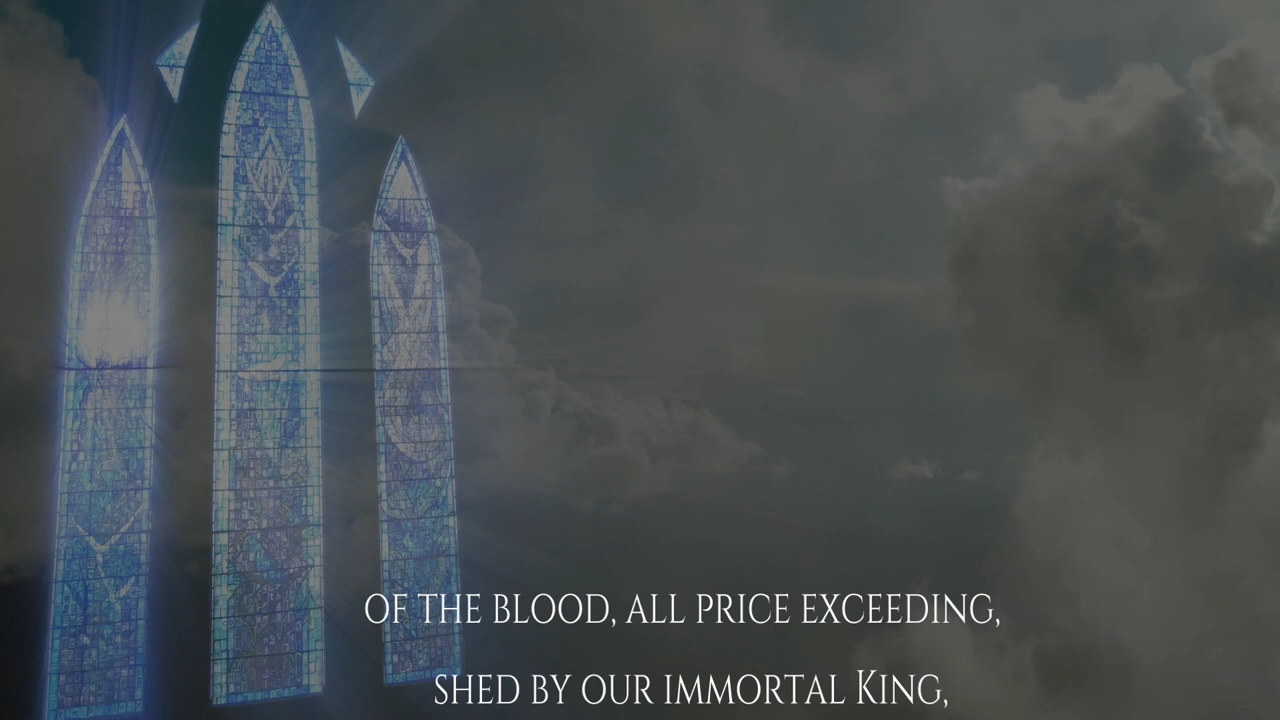 OF THE BLOOD, ALL PRICE EXCEEDING,
SHED BY OUR IMMORTAL KING,